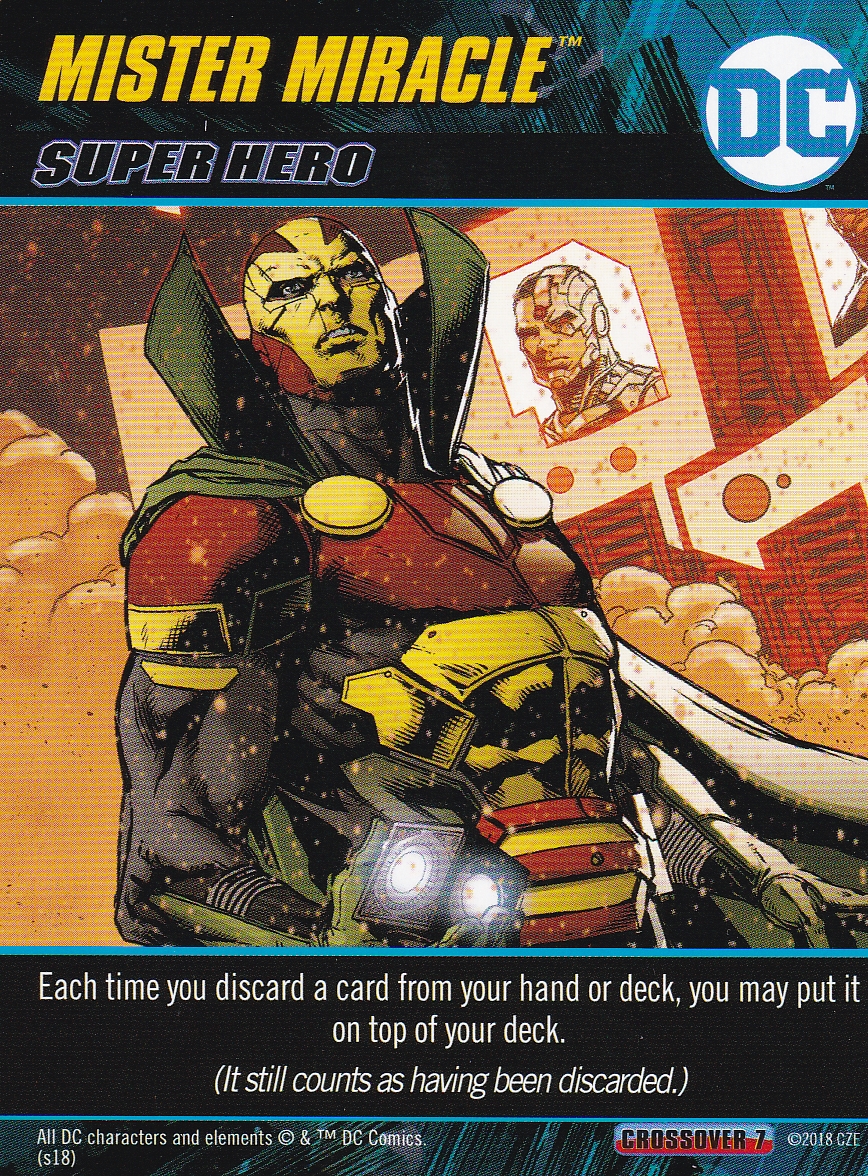 MISTER MIRACLE™
DC™
SUPER HERO
Each time you discard a card from your hand or deck, you may put it
on top of your deck.
(It still counts as having been discarded.)
All DC characters and elements © & ™ DC Comics.
(s18)
CROSSOVER 7
©2018 CZE